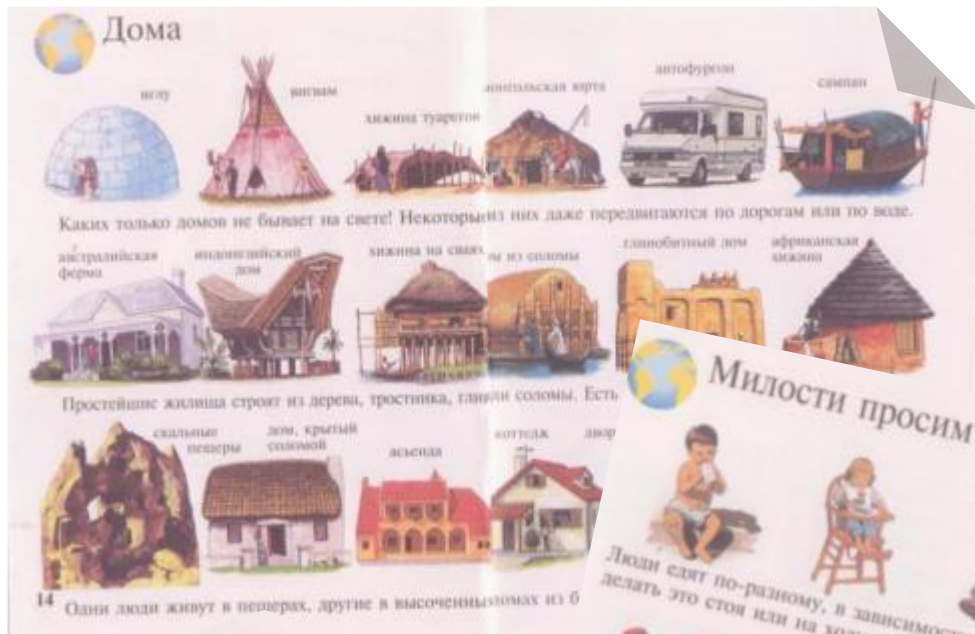 Дома
иглу
вигвам
хижина туарегов
монгольская юрта
автофургон
сампан
Каких только домов не бывает на свете! Некоторые из них даже передвигаются по дорогам или по воде.
австралийская
ферма
индонезийский
дом
хижина на сваях
из соломы
глинобитный дом
африканская
хижина
Простейшие жилища строят из дерева, тростника, глины соломы. Есть
скальные
пещеры
дом, крытый
соломой
асьенда
коттедж
двор
14 Одни люди живут в пещерах, другие в высоченных домах из б
Милости просим
Люди едят по-разному, в зависимос
делать это стоя или на ходу